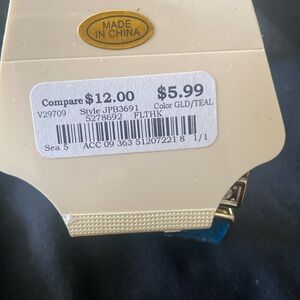 MADE
IN CHINA
Compare $12.00 $5.99
V29709 Style JPB3691 Color GLD/TEAL
5278692 FLTHK
Sea 5 ACC 09 363 51207221 8 1/1